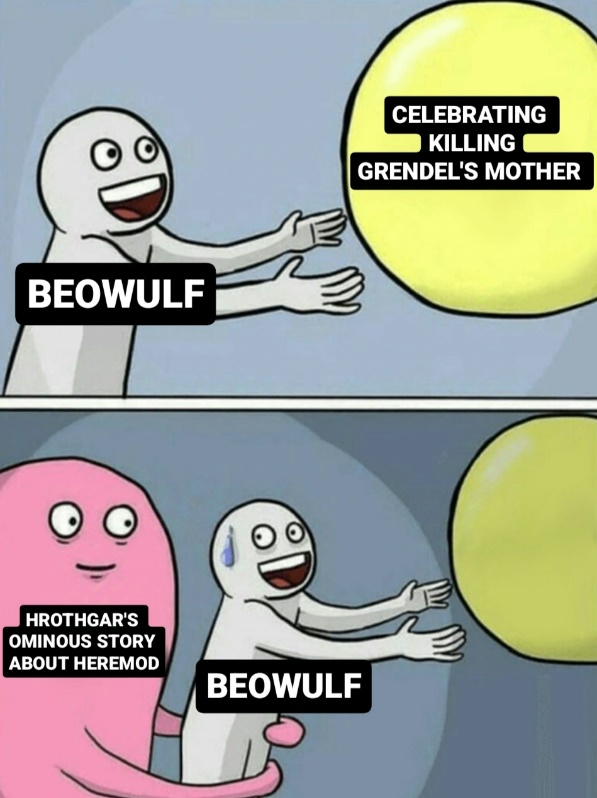 CELEBRATING
KILLING
GRENDEL'S MOTHER
BEOWULF
HROTHGAR'S
OMINOUS STORY
ABOUT HEREMOD
BEOWULF